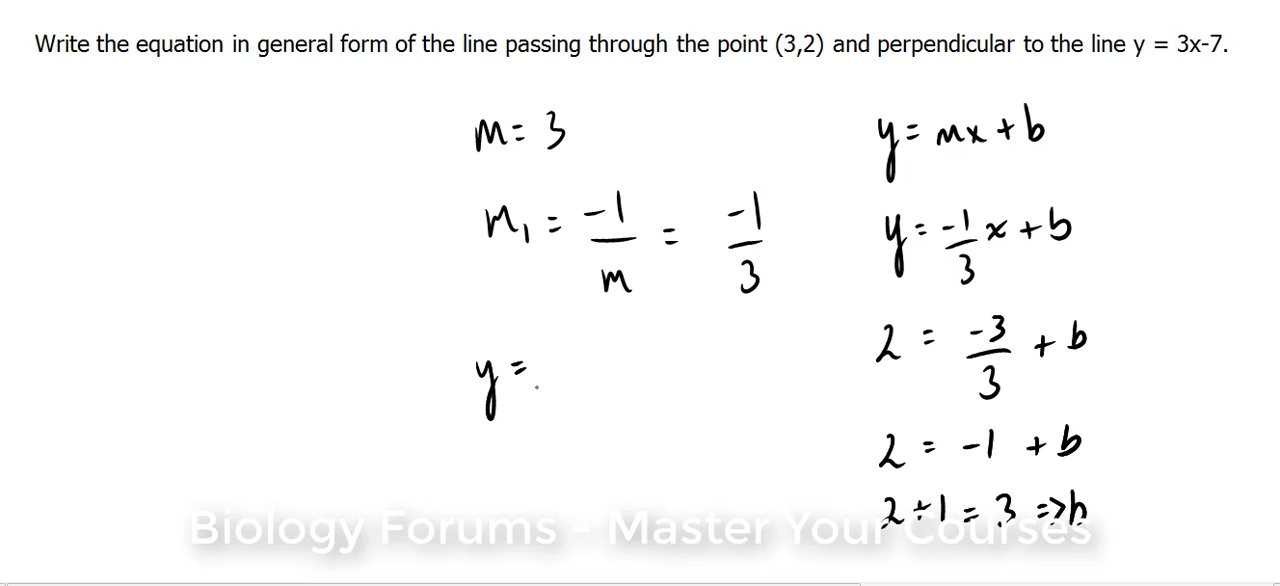 Write the equation in general form of the line passing through the point (3,2) and perpendicular to the line y = 3x-7.
m = 3
m₁ = -1/m = -1/3
y =
y = mx + b
y = -1/3 x + b
2 = -3/3 + b
2 = -1 + b
2 + 1 = 3 => b
Biology Forums - Master Your Courses